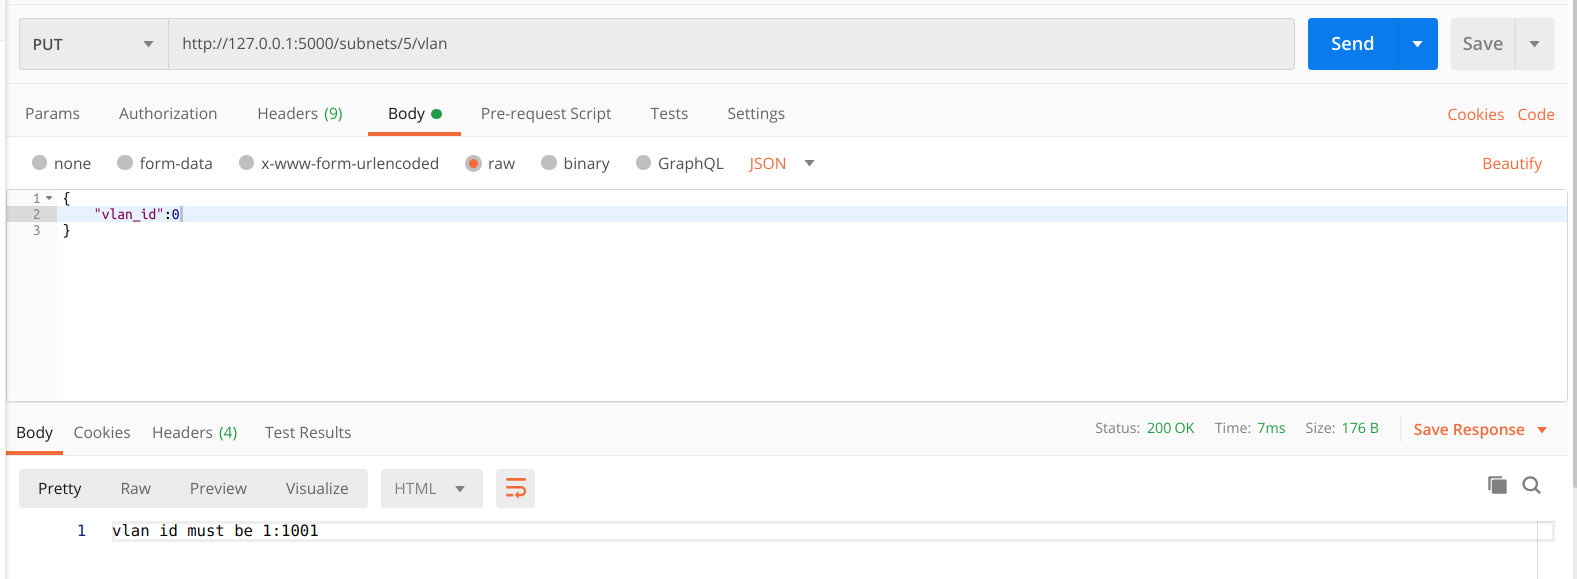 PUT http://127.0.0.1:5000/subnets/5/vlan Send Save
Params Authorization Headers (9) Body Pre-request Script Tests Settings Cookies Code
none form-data x-www-form-urlencoded raw binary GraphQL JSON Beautify
1 {
2 "vlan_id":0
3 }
Body Cookies Headers (4) Test Results Status: 200 OK Time: 7ms Size: 176 B Save Response
Pretty Raw Preview Visualize HTML
1 vlan id must be 1:1001